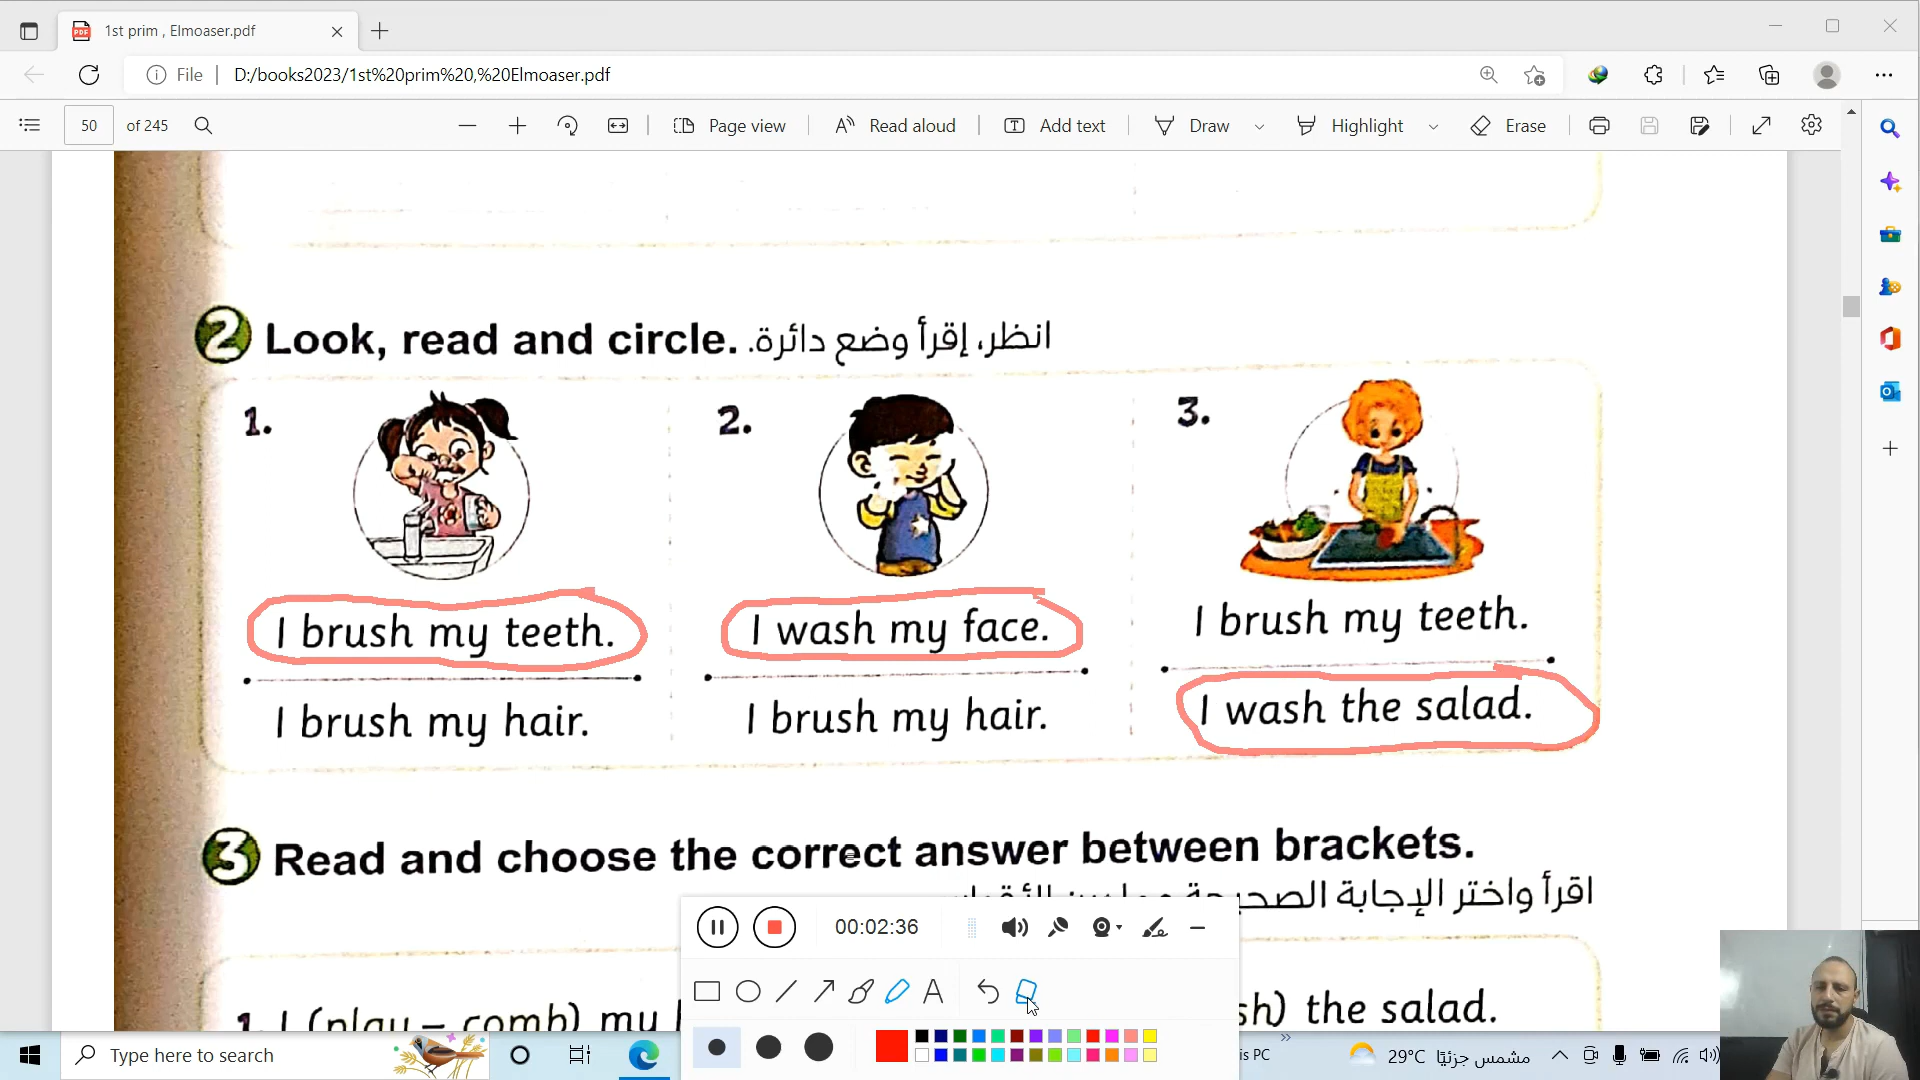 1st prim , Elmoaser.pdf
File
D:/books2023/1st%20prim%20,%20Elmoaser.pdf
50 of 245
Page view
Read aloud
Add text
Draw
Highlight
Erase
2 Look, read and circle. انظر، إقرأ وضع دائرة.
1. 2. 3.
I brush my teeth.
I brush my hair.
I wash my face.
I brush my hair.
I brush my teeth.
I wash the salad.
3 Read and choose the correct answer between brackets.
اقرأ واختر الإجابة الصحيحة
00:02:36
1. I (play – comb) my
sh) the salad.
Type here to search
is PC
29°C مشمس جزئيًا